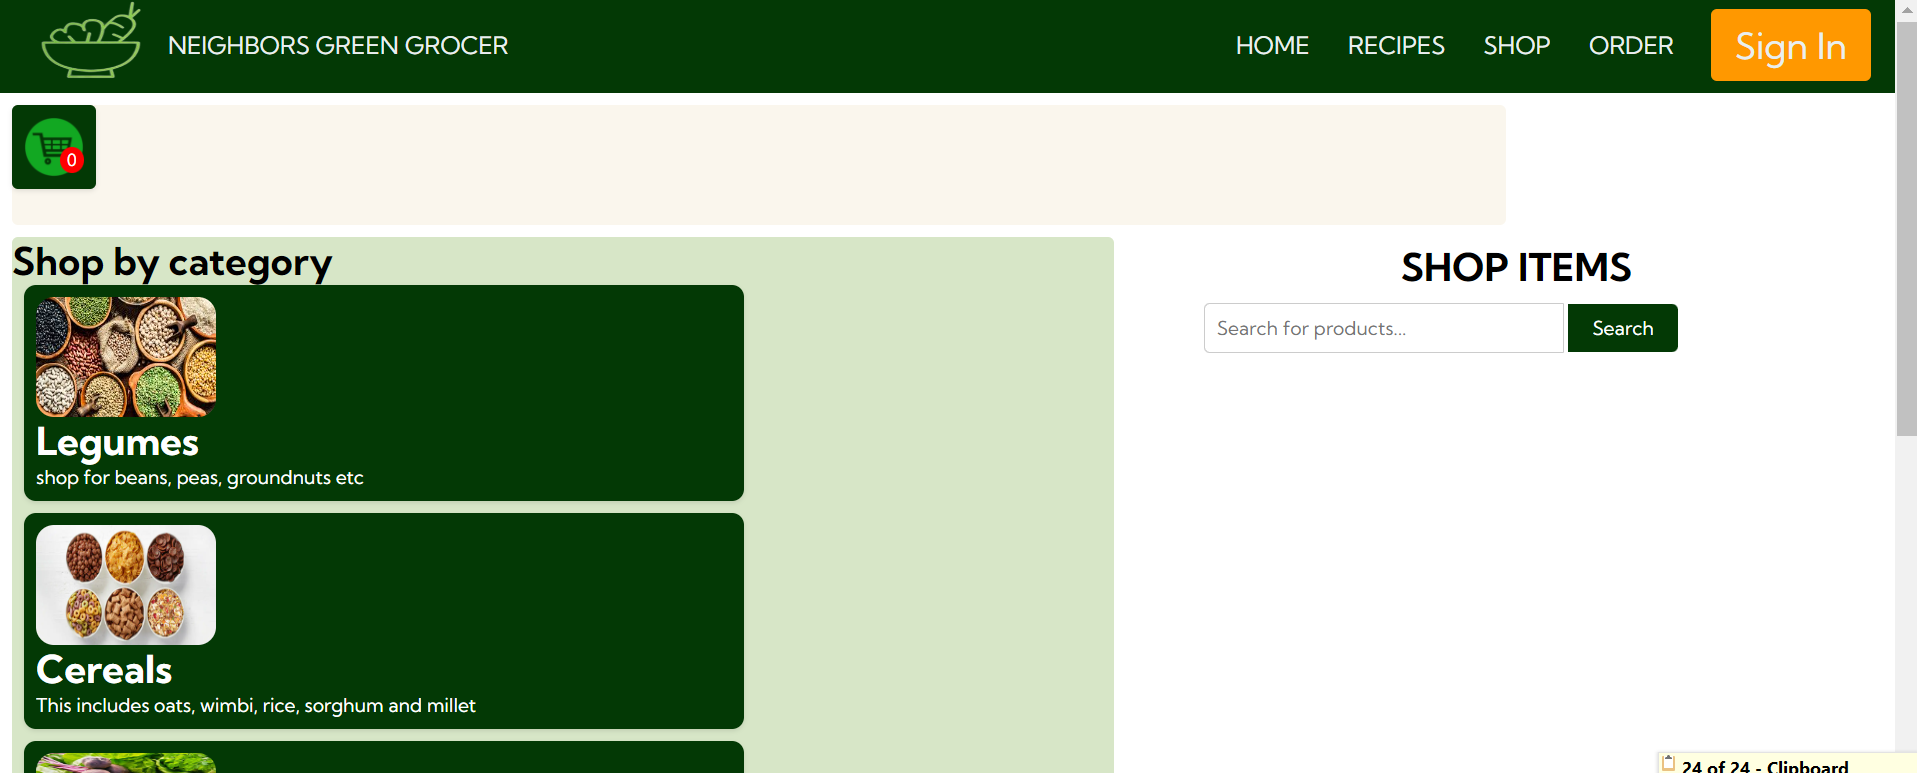 NEIGHBORS GREEN GROCER
HOME RECIPES SHOP ORDER Sign In
0
Shop by category
SHOP ITEMS
Search for products... Search
Legumes
shop for beans, peas, groundnuts etc
Cereals
This includes oats, wimbi, rice, sorghum and millet
24 of 24 - Clipboard